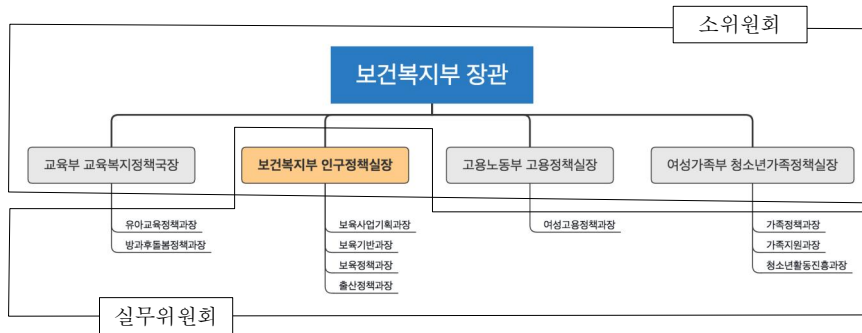 소위원회
보건복지부 장관
교육부 교육복지정책국장
보건복지부 인구정책실장
고용노동부 고용정책실장
여성가족부 청소년가족정책실장
유아교육정책과장
방과후돌봄정책과장
보육사업기획과장
보육기반과장
보육정책과장
출산정책과장
여성고용정책과장
가족정책과장
가족지원과장
청소년활동진흥과장
실무위원회